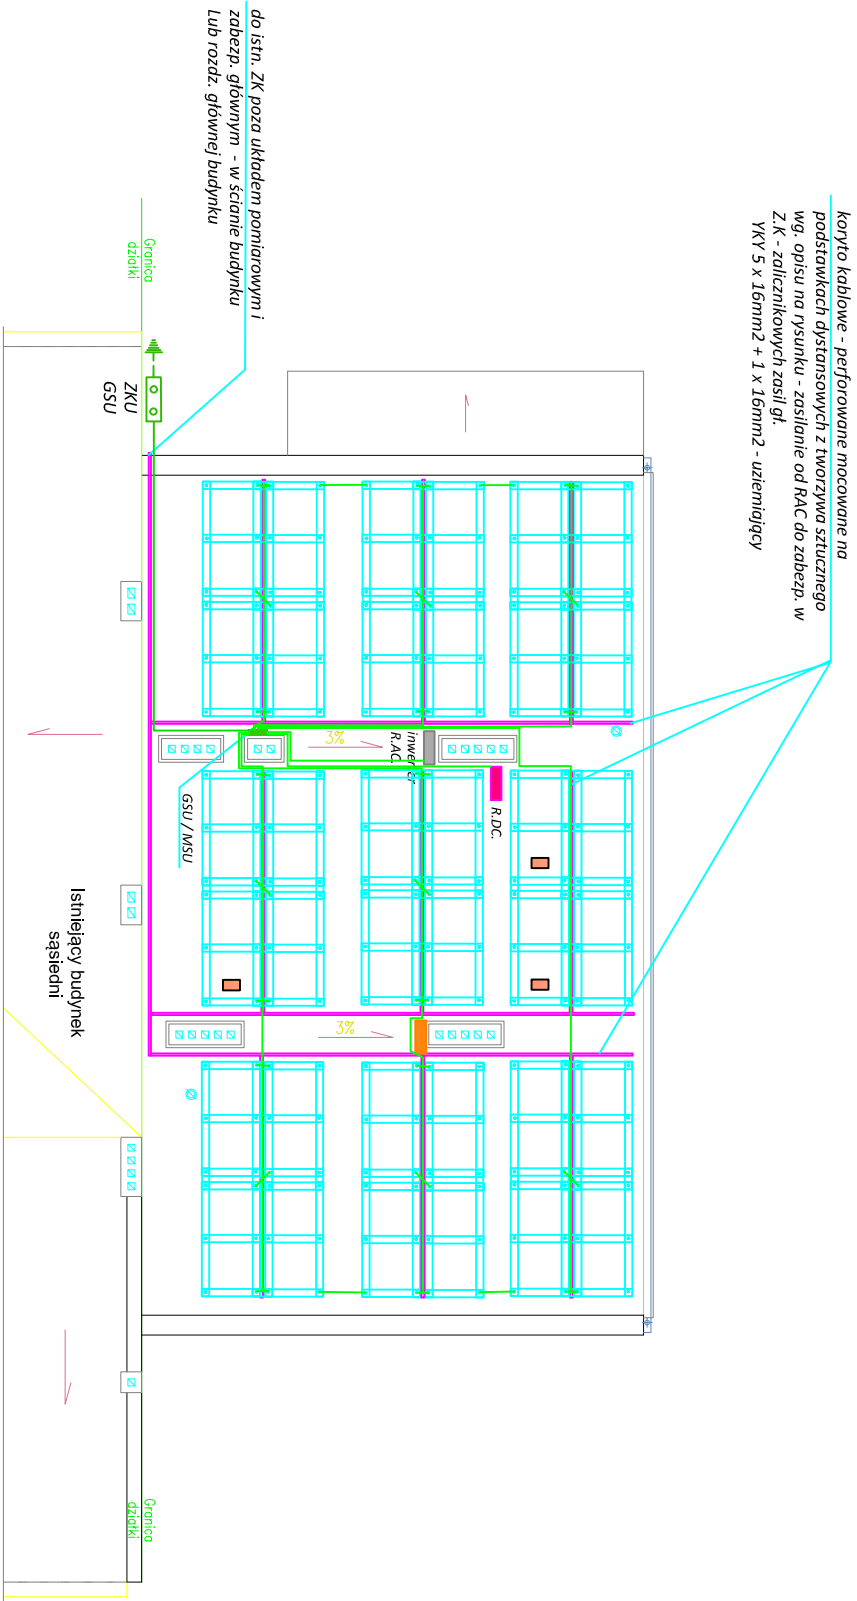 koryto kablowe - perforowane mocowane na
podstawkach dystansowych z tworzywa sztucznego
wg. opisu na rysunku - zasilanie od RAC do zabezp. w
Z.K - zalicznikowych zasil gł.
YKY 5 x 16mm2 + 1 x 16mm2 - uziemiający
do istn. ZK poza układem pomiarowym i
zabezp. głównym - w ścianie budynku
Lub rozdz. głównej budynku
Granica
działki
ZKU
GSU
3%
inwerter
R.AC.
R.DC.
GSU / MSU
Istniejący budynek
sąsiedni
3%
Granica
działki